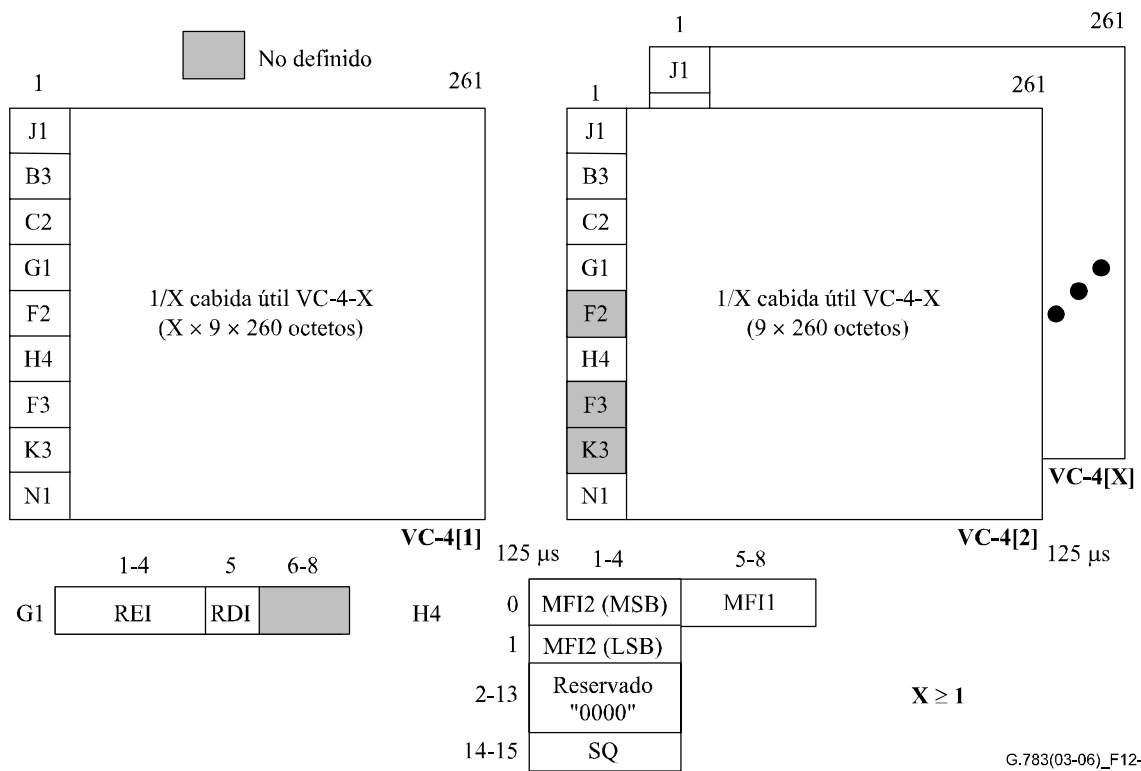 No definido
1
261
J1
B3
C2
G1
F2
H4
F3
K3
N1
1/X cabida útil VC-4-X
(X × 9 × 260 octetos)
VC-4[1]
125 μs
1
261
J1
1
261
J1
B3
C2
G1
F2
H4
F3
K3
N1
1/X cabida útil VC-4-X
(9 × 260 octetos)
VC-4[X]
VC-4[2]
125 μs
1-4 5 6-8
G1 REI RDI
1-4 5-8
H4 0 MFI2 (MSB) MFI1
1 MFI2 (LSB)
2-13 Reservado
"0000"
14-15 SQ
X ≥ 1
G.783(03-06)_F12-